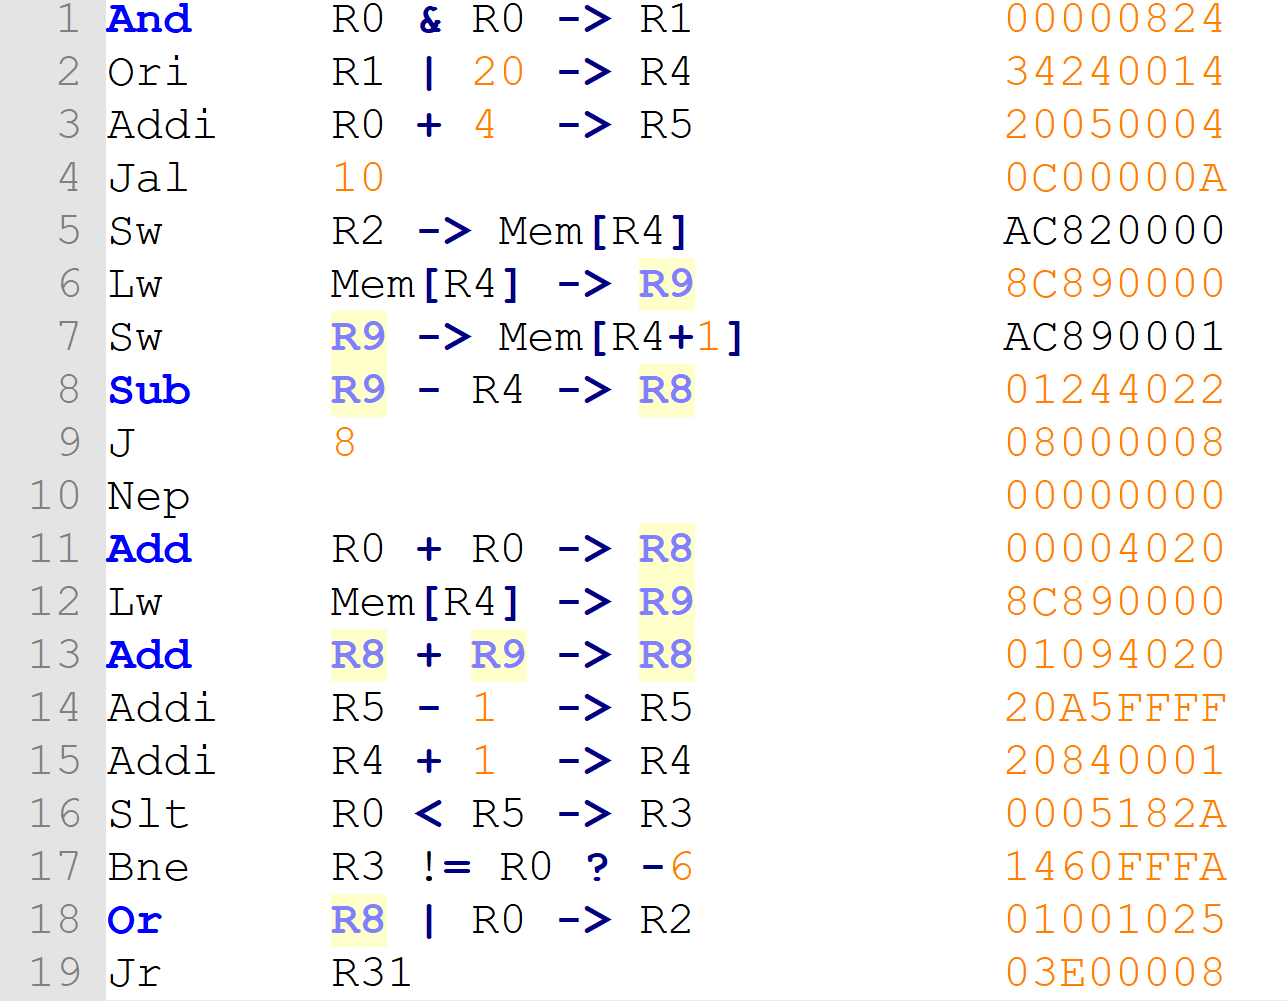 1 And R0 & R0 -> R1 00000824
2 Ori R1 | 20 -> R4 34240014
3 Addi R0 + 4 -> R5 20050004
4 Jal 10 0C00000A
5 Sw R2 -> Mem[R4] AC820000
6 Lw Mem[R4] -> R9 8C890000
7 Sw R9 -> Mem[R4+1] AC890001
8 Sub R9 - R4 -> R8 01244022
9 J 8 08000008
10 Nep 00000000
11 Add R0 + R0 -> R8 00004020
12 Lw Mem[R4] -> R9 8C890000
13 Add R8 + R9 -> R8 01094020
14 Addi R5 - 1 -> R5 20A5FFFF
15 Addi R4 + 1 -> R4 20840001
16 Slt R0 < R5 -> R3 0005182A
17 Bne R3 != R0 ? -6 1460FFFA
18 Or R8 | R0 -> R2 01001025
19 Jr R31 03E00008